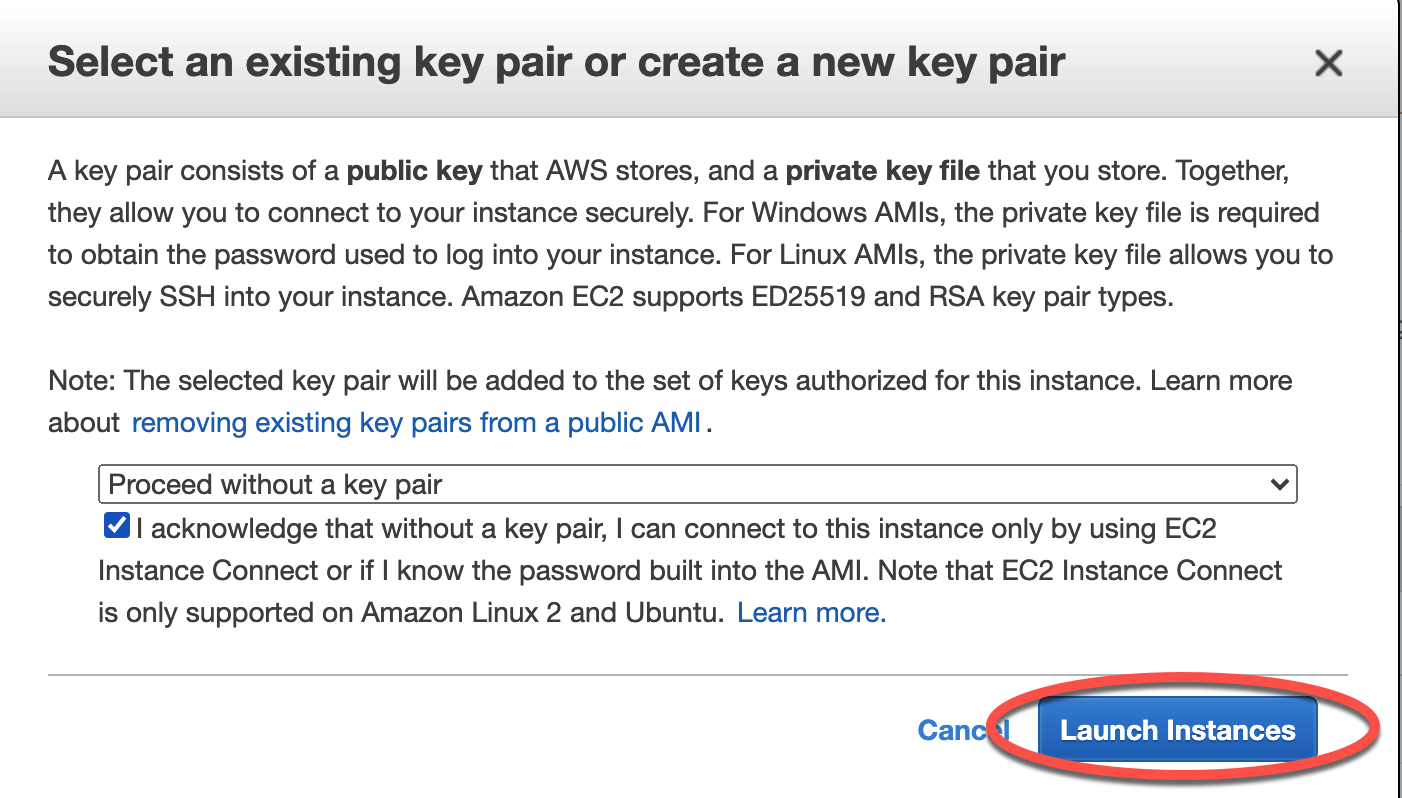 Select an existing key pair or create a new key pair
A key pair consists of a public key that AWS stores, and a private key file that you store. Together,
they allow you to connect to your instance securely. For Windows AMIs, the private key file is required
to obtain the password used to log into your instance. For Linux AMIs, the private key file allows you to
securely SSH into your instance. Amazon EC2 supports ED25519 and RSA key pair types.
Note: The selected key pair will be added to the set of keys authorized for this instance. Learn more
about removing existing key pairs from a public AMI.
Proceed without a key pair
I acknowledge that without a key pair, I can connect to this instance only by using EC2
Instance Connect or if I know the password built into the AMI. Note that EC2 Instance Connect
is only supported on Amazon Linux 2 and Ubuntu. Learn more.
Cancel Launch Instances